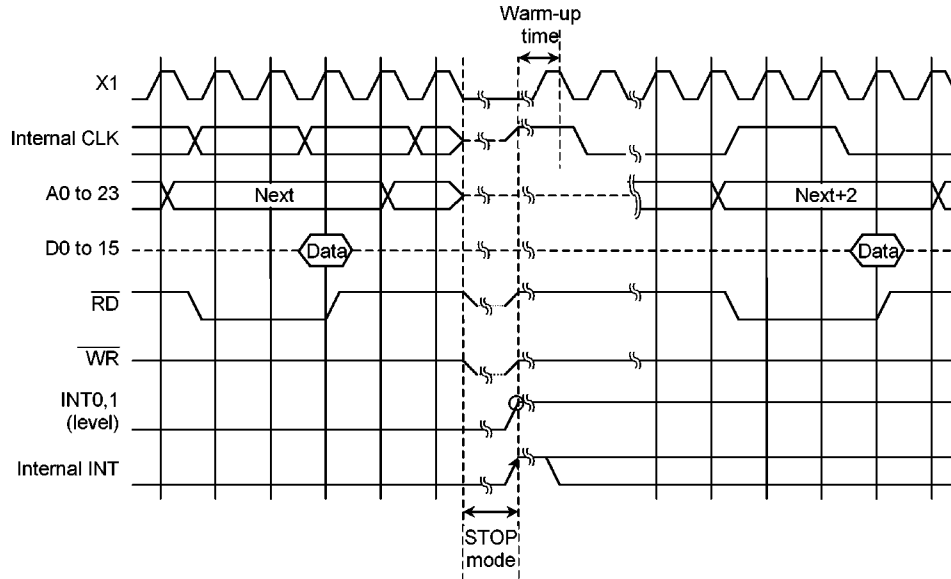 Warm-up
time
X1
Internal CLK
A0 to 23
Next
Next+2
D0 to 15
Data
Data
RD
WR
INT0,1
(level)
Internal INT
STOP
mode